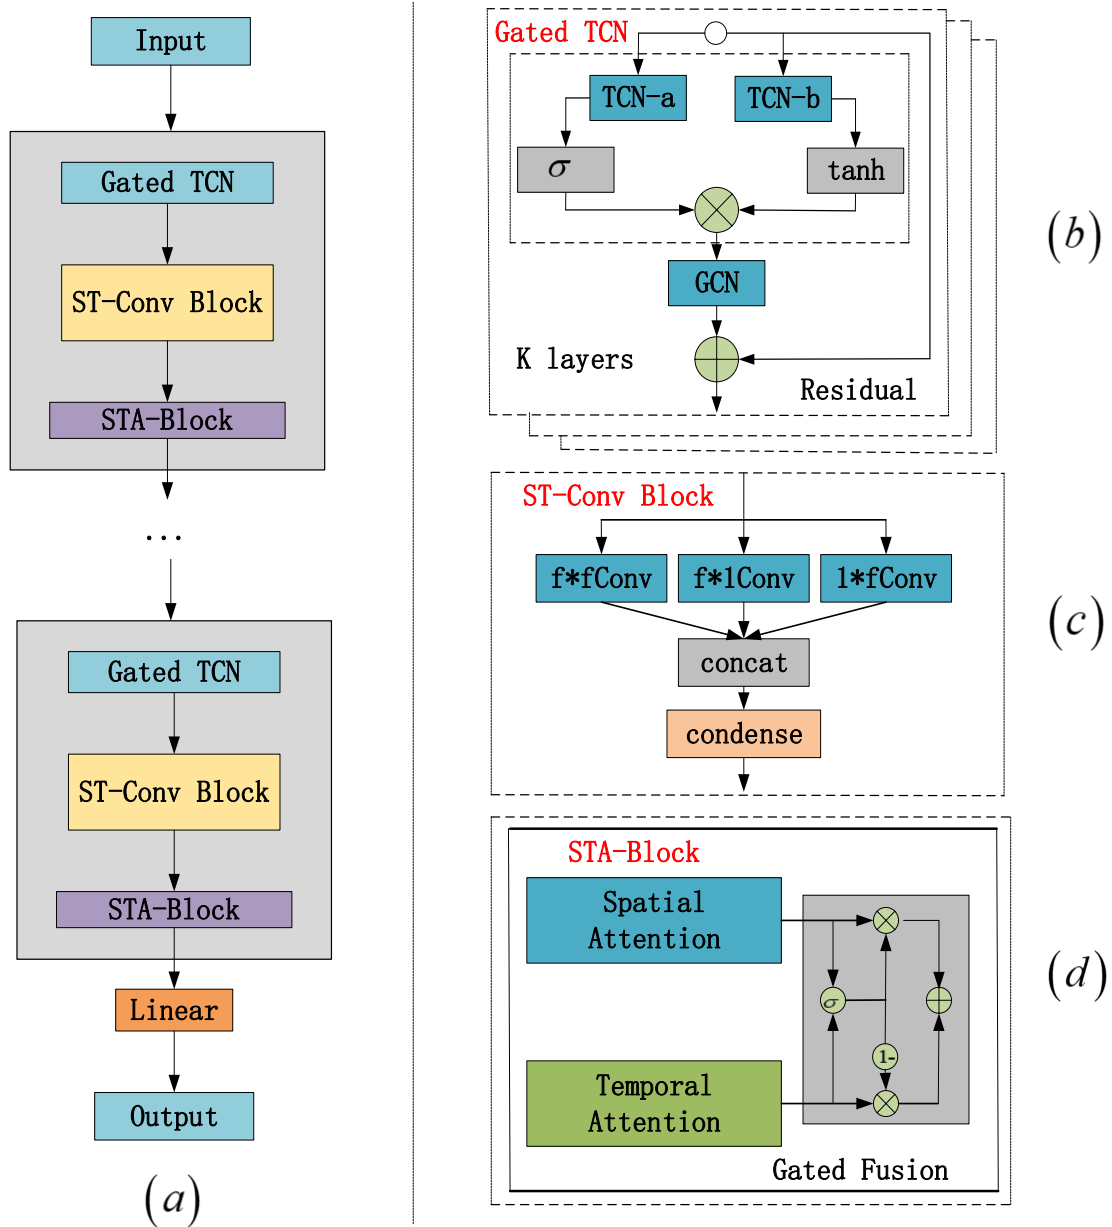 Input
Gated TCN
ST-Conv Block
STA-Block
...
Gated TCN
ST-Conv Block
STA-Block
Linear
Output
(a)
Gated TCN
TCN-a
TCN-b
σ
tanh
GCN
K layers
Residual
(b)
ST-Conv Block
f*fConv
f*1Conv
1*fConv
concat
condense
(c)
STA-Block
Spatial
Attention
σ
1-
Temporal
Attention
Gated Fusion
(d)